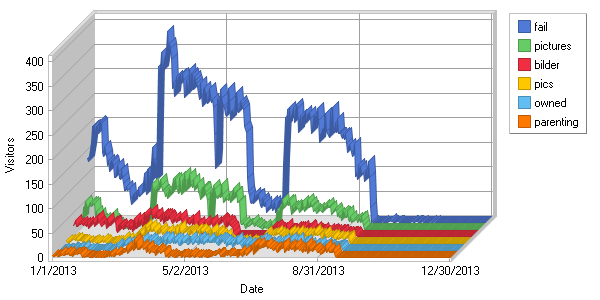 400
350
300
250
200
150
100
50
0
Visitors
1/1/2013
5/2/2013
8/31/2013
12/30/2013
Date
fail
pictures
bilder
pics
owned
parenting